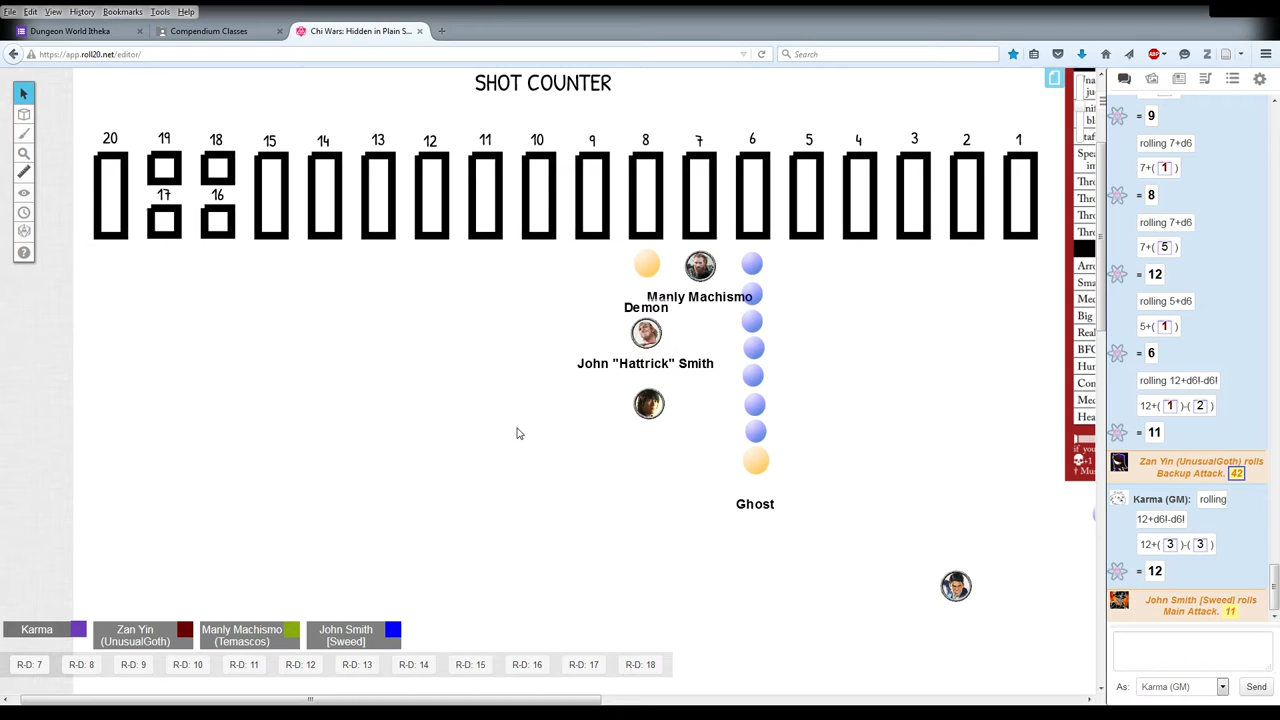 File Edit View History Bookmarks Tools Help
Dungeon World Itheka
Compendium Classes
Chi Wars: Hidden in Plain S...
https://app.roll20.net/editor/
Search
SHOT COUNTER
20 19 18 15 14 13 12 11 10 9 8 7 6 5 4 3 2 1
17 16
Manly Machismo
Demon
John "Hattrick" Smith
Ghost
Karma
Zan Yin
(UnusualGoth)
Manly Machismo
(Temascos)
John Smith
[Sweed]
R-D: 7 R-D: 8 R-D: 9 R-D: 10 R-D: 11 R-D: 12 R-D: 13 R-D: 14 R-D: 15 R-D: 16 R-D: 17 R-D: 18
= 9
rolling 7+d6
7+( 1 )
= 8
rolling 7+d6
7+( 5 )
= 12
rolling 5+d6
5+( 1 )
= 6
rolling 12+d6!-d6!
12+( 1 )-( 2 )
= 11
Zan Yin (UnusualGoth) rolls
Backup Attack. 42
Karma (GM): rolling
12+d6!-d6!
12+( 3 )-( 3 )
= 12
John Smith [Sweed] rolls
Main Attack. 11
As: Karma (GM) Send